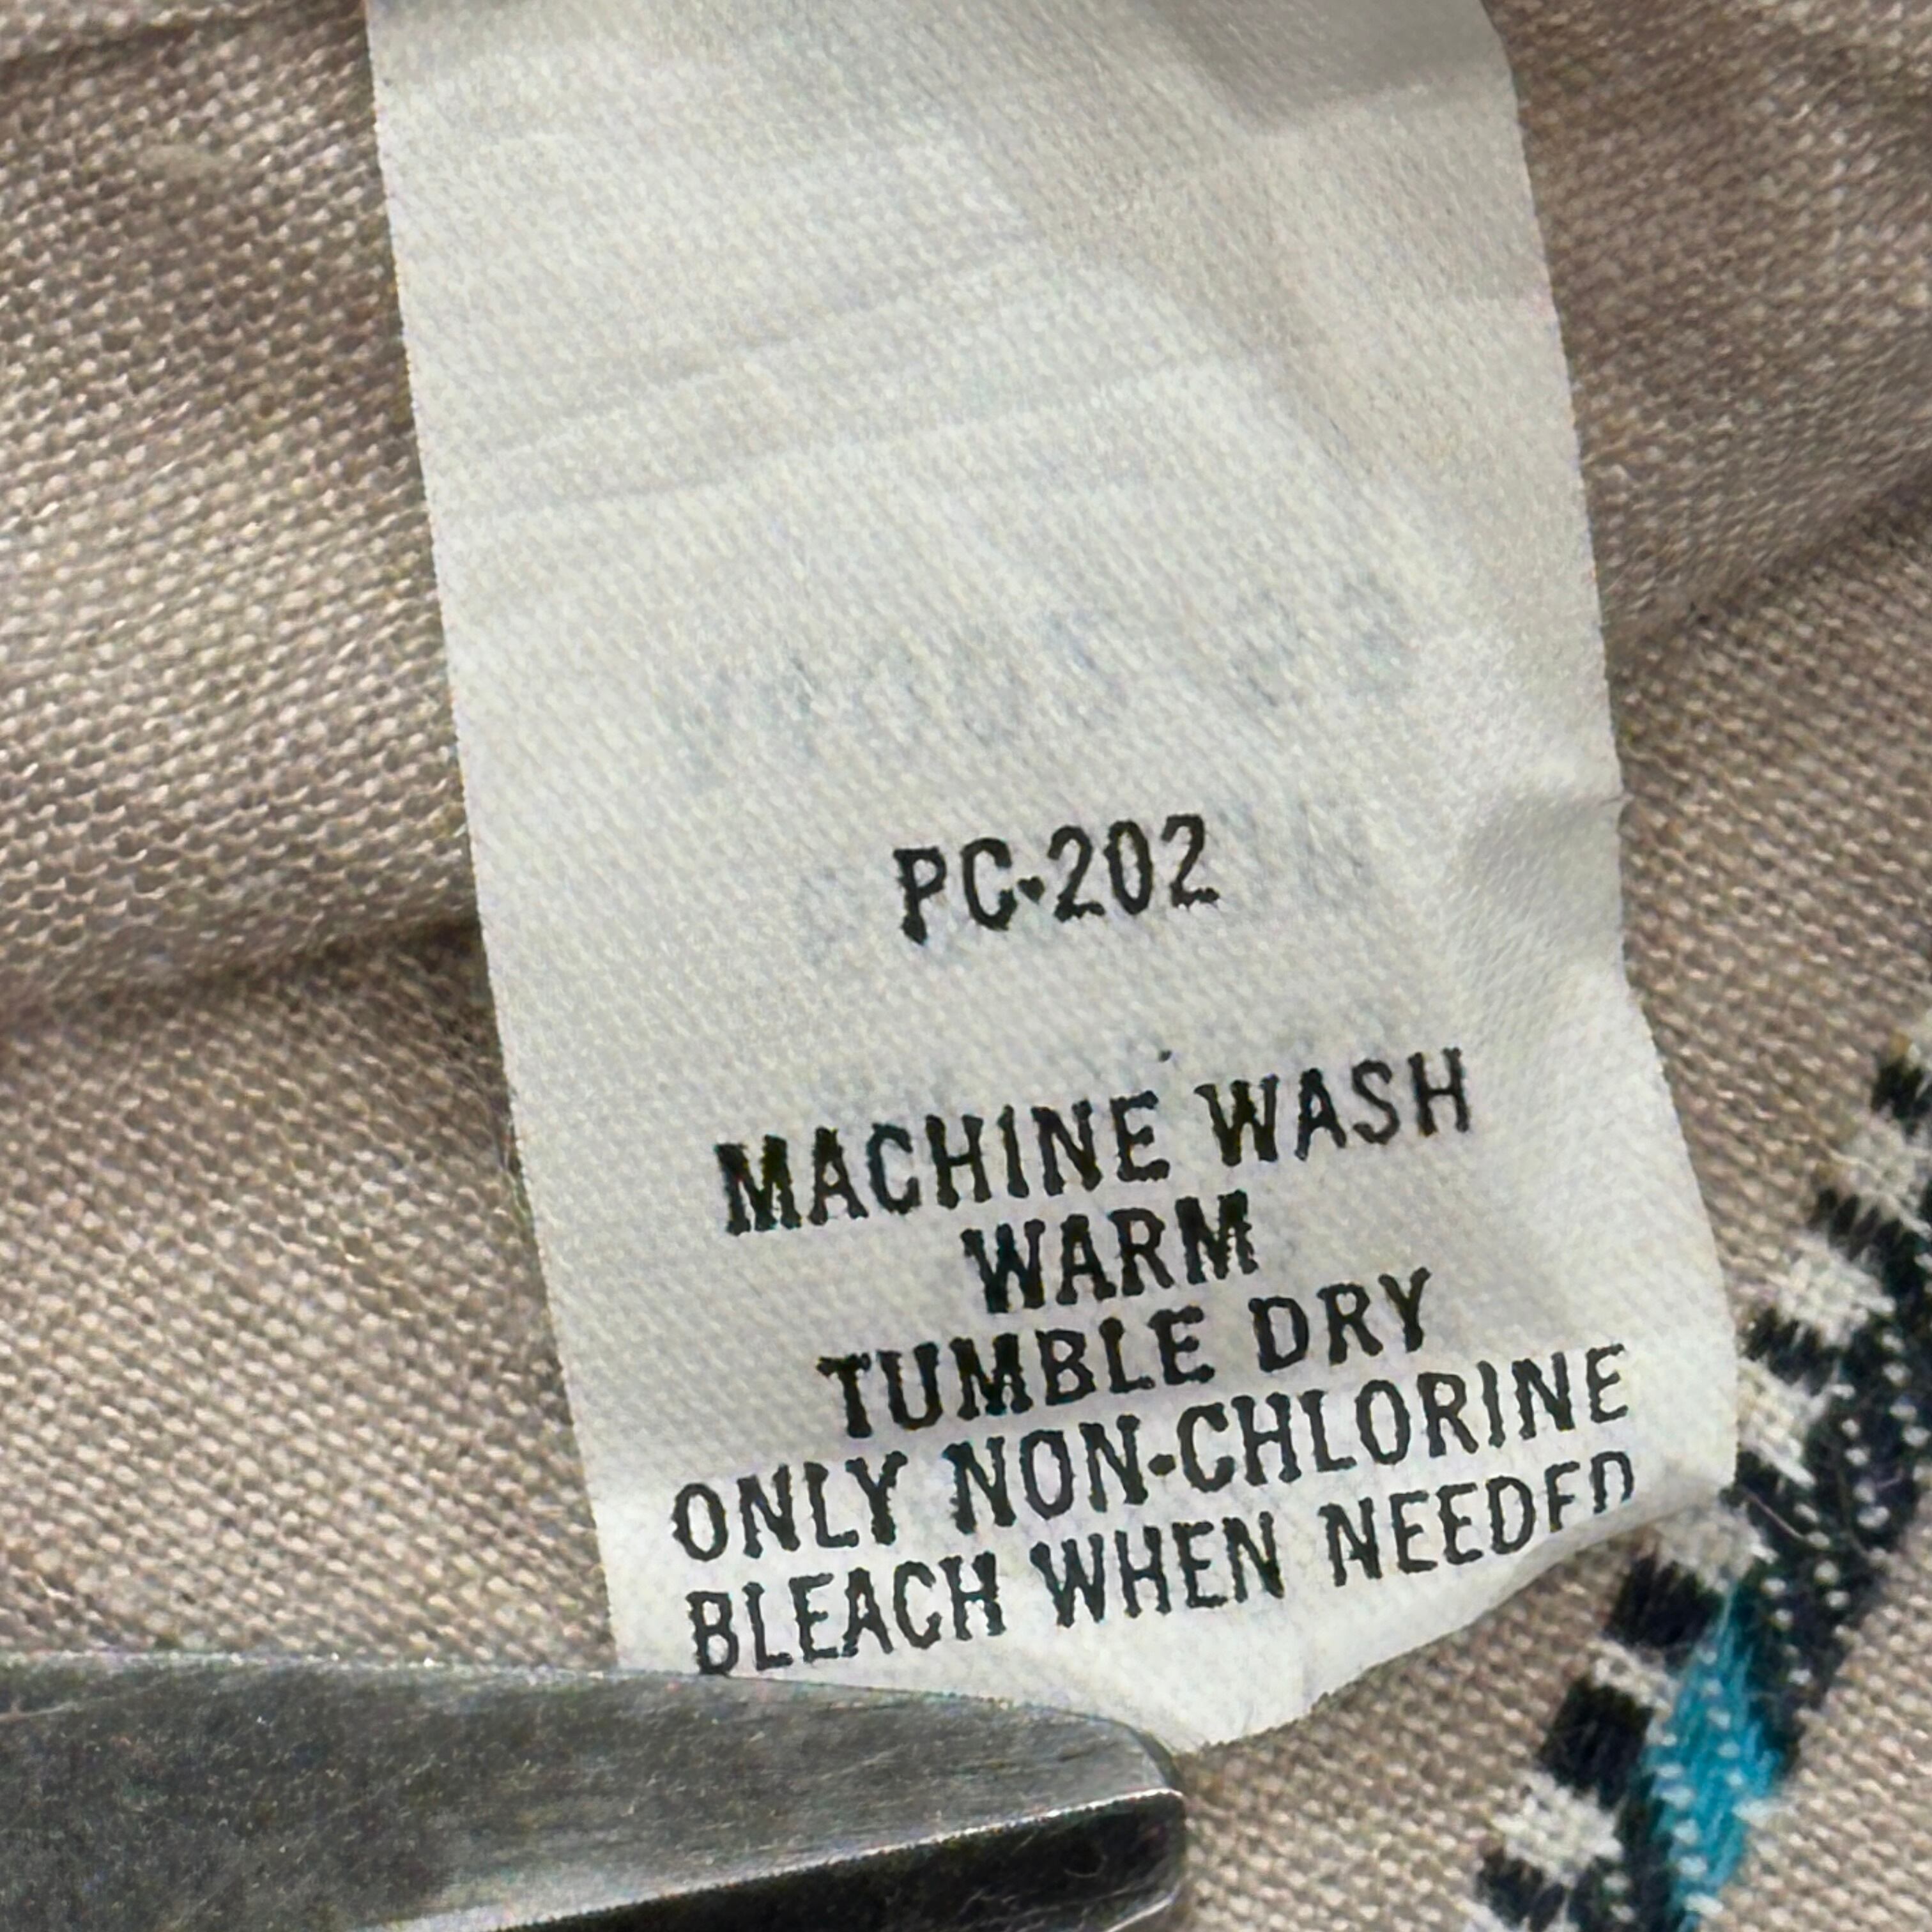 PC-202
MACHINE WASH
WARM
TUMBLE DRY
ONLY NON-CHLORINE
BLEACH WHEN NEEDED